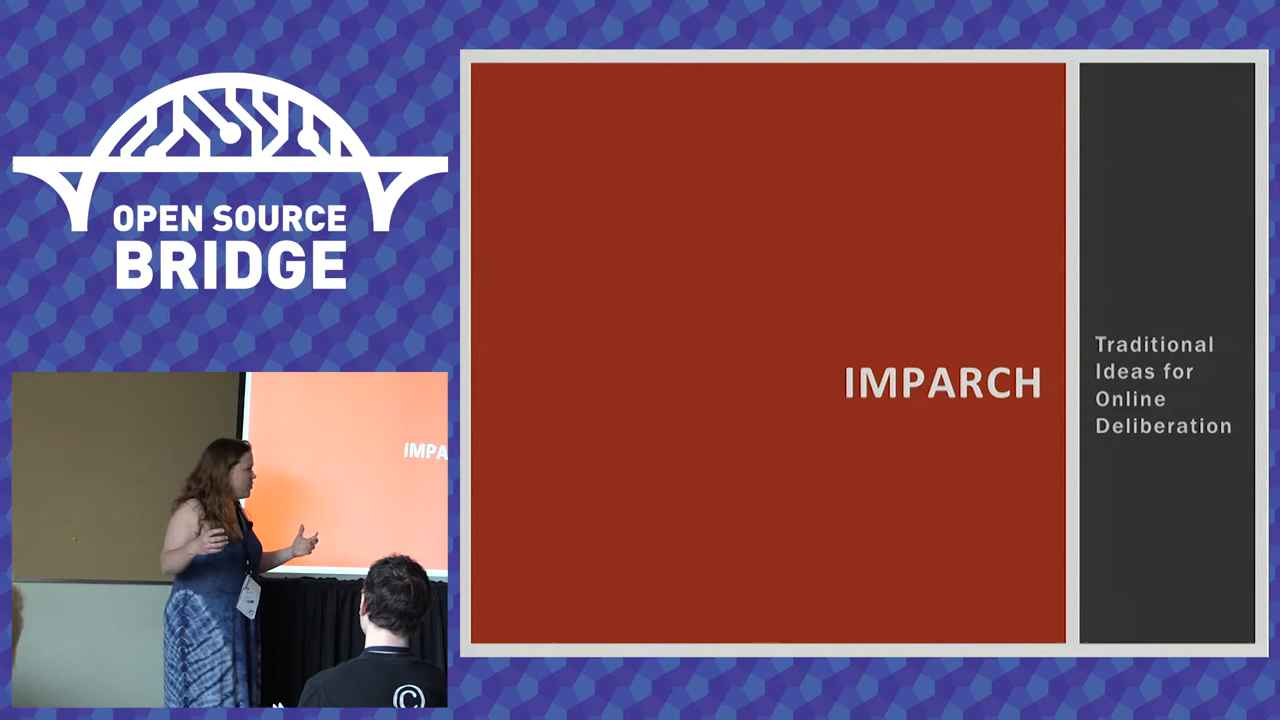 OPEN SOURCE
BRIDGE
IMPARCH
Traditional
Ideas for
Online
Deliberation
IMPA
©